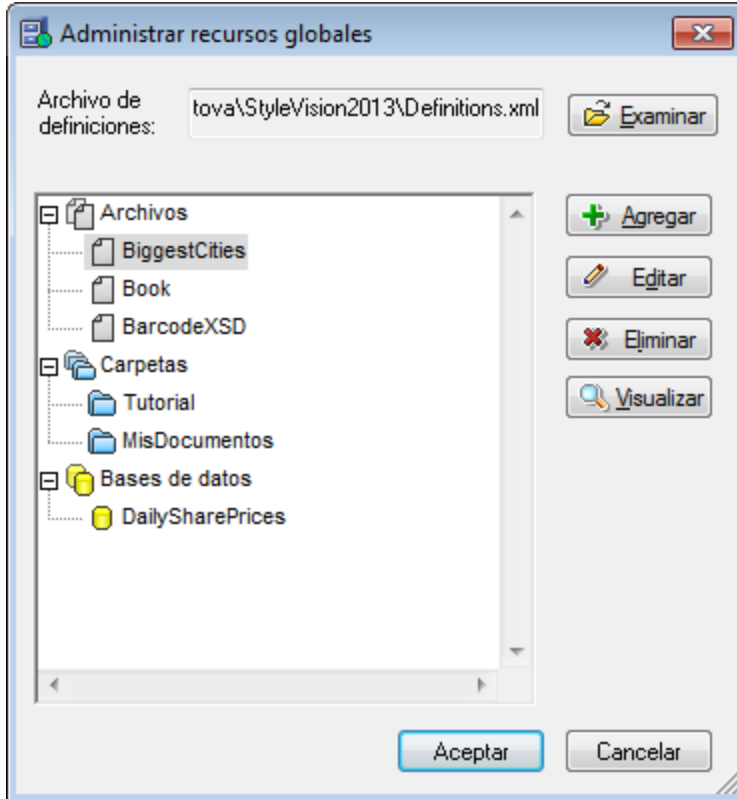 Administrar recursos globales
Archivo de
definiciones:
tova\StyleVision2013\Definitions.xml
Examinar
Archivos
BiggestCities
Book
BarcodeXSD
Carpetas
Tutorial
MisDocumentos
Bases de datos
DailySharePrices
Agregar
Editar
Eliminar
Visualizar
Aceptar
Cancelar